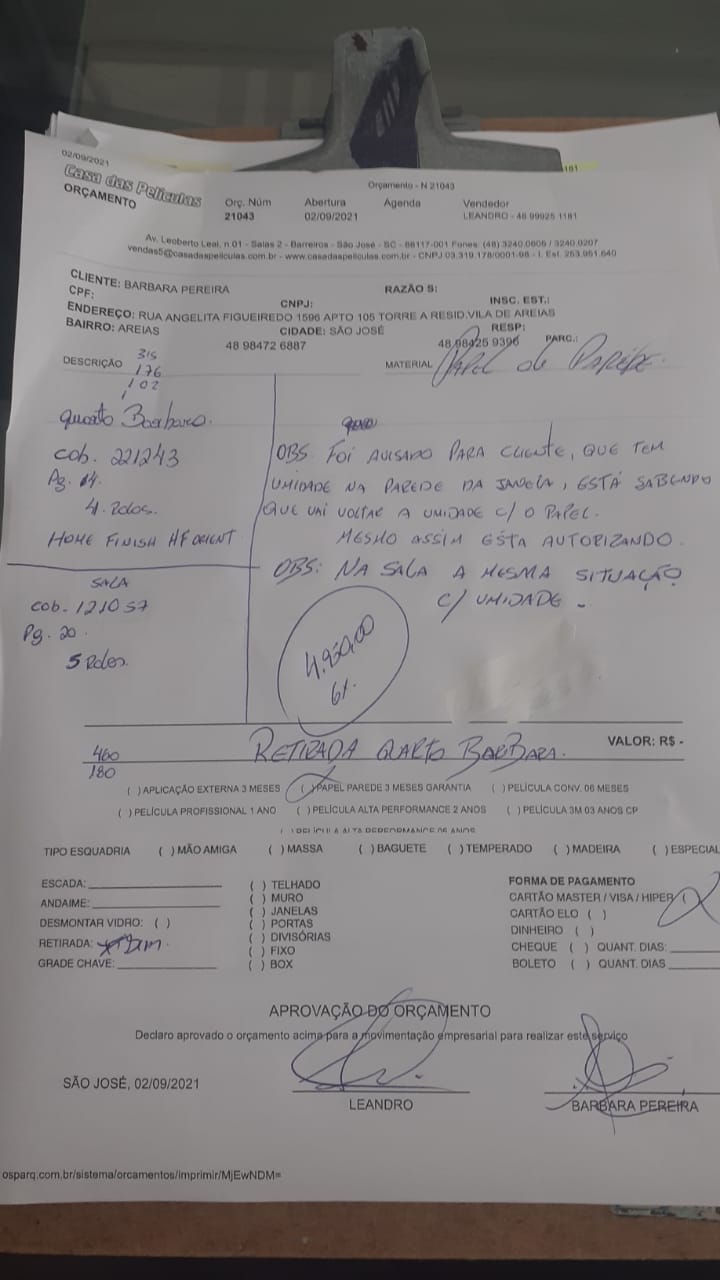 02/09/2021
Casa das Películas
ORÇAMENTO
Orçamento - N 21043
Orç. Núm Abertura Agenda Vendedor
21043 02/09/2021 LEANDRO - 48 99925 1181
Av. Leoberto Leal, n.01 - Salas 2 - Barreiros - São José - SC - 88117-001 Fones: (48) 3240.0606 / 3240.0207
vendas5@casadaspeliculas.com.br - www.casadaspeliculas.com.br - CNPJ 03.319.178/0001-98 - I. Est. 253.951.640
CLIENTE: BARBARA PEREIRA RAZÃO S:
CPF: CNPJ: INSC. EST.:
ENDEREÇO: RUA ANGELITA FIGUEIREDO 1596 APTO 105 TORRE A RESID.VILA DE AREIAS
BAIRRO: AREIAS CIDADE: SÃO JOSÉ RESP: PARC.:
48 98472 6887 48 98425 9396
DESCRIÇÃO 315 MATERIAL PAPEL de PAREDE.
176
102
quarto Barbara.
cob. 221243
Pg. 14.
4. Rolos.
HOME FINISH HF ORIENT
OBS FOI AVISADO PARA CLIENTE, QUE TEM
UMIDADE NA PAREDE DA JANELA, ESTÁ SABENDO
QUE VAI VOLTAR A UMIDADE C/ O PAPEL.
MESMO ASSIM ESTA AUTORIZANDO.
OBS: NA SALA A MESMA SITUAÇÃO
C/ UMIDADE.
SALA
cob. 121057
Pg. 20.
5 Rolos.
4.950,00
6x.
RETIRADA QUARTO BARBARA. VALOR: R$ -
460
180
( ) APLICAÇÃO EXTERNA 3 MESES ( ) PAPEL PAREDE 3 MESES GARANTIA ( ) PELÍCULA CONV. 06 MESES
( ) PELÍCULA PROFISSIONAL 1 ANO ( ) PELÍCULA ALTA PERFORMANCE 2 ANOS ( ) PELÍCULA 3M 03 ANOS CP
( ) PELÍCULA ALTA PERFORMANCE 05 ANOS
TIPO ESQUADRIA ( ) MÃO AMIGA ( ) MASSA ( ) BAGUETE ( ) TEMPERADO ( ) MADEIRA ( ) ESPECIAL
ESCADA: ( ) TELHADO FORMA DE PAGAMENTO
ANDAIME: ( ) MURO CARTÃO MASTER / VISA / HIPER (
DESMONTAR VIDRO: ( ) ( ) JANELAS CARTÃO ELO ( )
RETIRADA: ( ) PORTAS DINHEIRO ( )
GRADE CHAVE: ( ) DIVISÓRIAS CHEQUE ( ) QUANT. DIAS:
( ) FIXO BOLETO ( ) QUANT. DIAS
( ) BOX
APROVAÇÃO DO ORÇAMENTO
Declaro aprovado o orçamento acima para a movimentação empresarial para realizar este serviço
SÃO JOSÉ, 02/09/2021
LEANDRO BARBARA PEREIRA
osparq.com.br/sistema/orcamentos/imprimir/MjEwNDM=